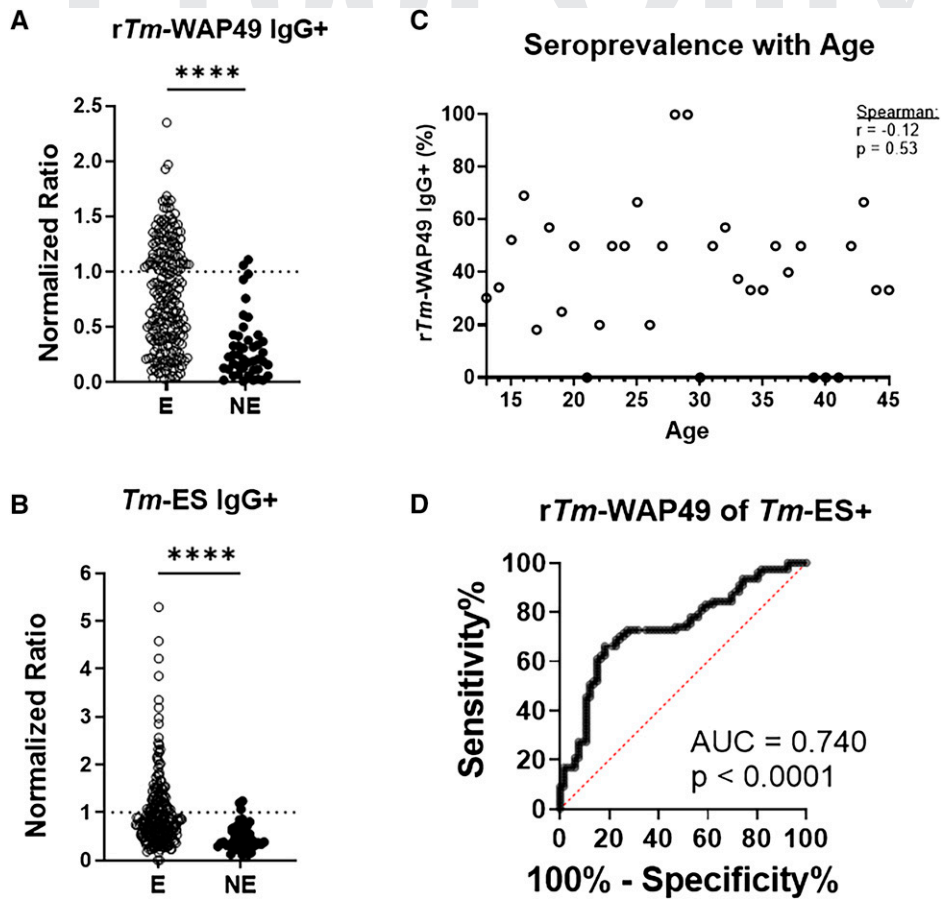 A
rTm-WAP49 IgG+
****
Normalized Ratio
2.5
2.0
1.5
1.0
0.5
0.0
E NE
B
Tm-ES IgG+
****
Normalized Ratio
6
5
4
3
2
1
0
E NE
C
Seroprevalence with Age
rTm-WAP49 IgG+ (%)
100
80
60
40
20
0
15 20 25 30 35 40 45
Age
Spearman:
r = -0.12
p = 0.53
D
rTm-WAP49 of Tm-ES+
Sensitivity%
100
80
60
40
20
0
0 20 40 60 80 100
100% - Specificity%
AUC = 0.740
p < 0.0001